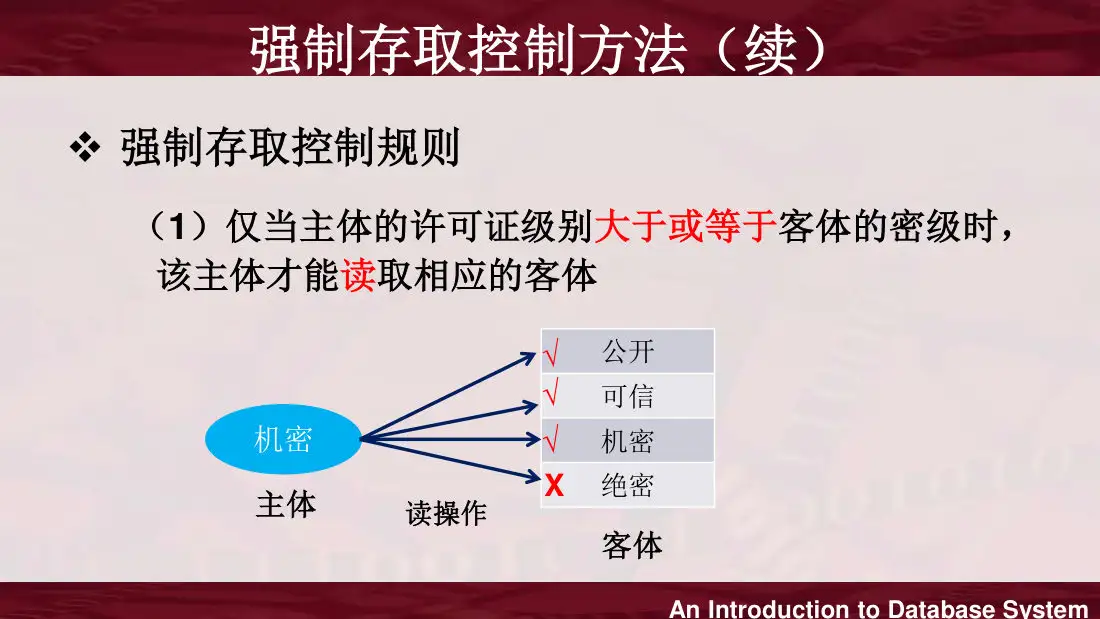 强制存取控制方法（续）
❖ 强制存取控制规则
（1）仅当主体的许可证级别大于或等于客体的密级时，
该主体才能读取相应的客体
√ 公开
√ 可信
√ 机密
X 绝密
机密
主体
读操作
客体
An Introduction to Database System